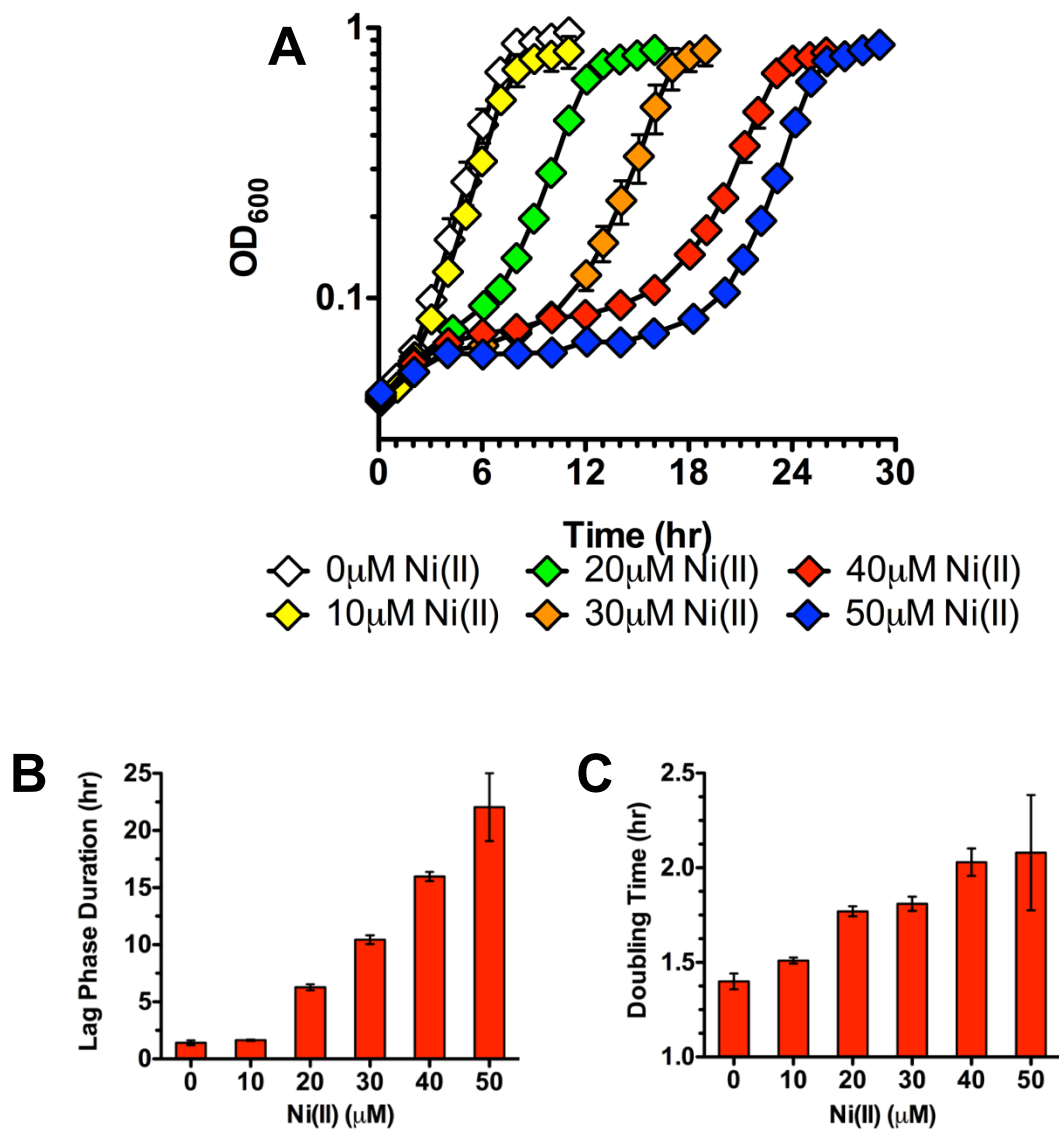 A
1
0.1
OD600
0 6 12 18 24 30
Time (hr)
0μM Ni(II) 20μM Ni(II) 40μM Ni(II)
10μM Ni(II) 30μM Ni(II) 50μM Ni(II)
B
Lag Phase Duration (hr)
25
20
15
10
5
0
0 10 20 30 40 50
Ni(II) (μM)
C
Doubling Time (hr)
2.5
2.0
1.5
1.0
0 10 20 30 40 50
Ni(II) (μM)